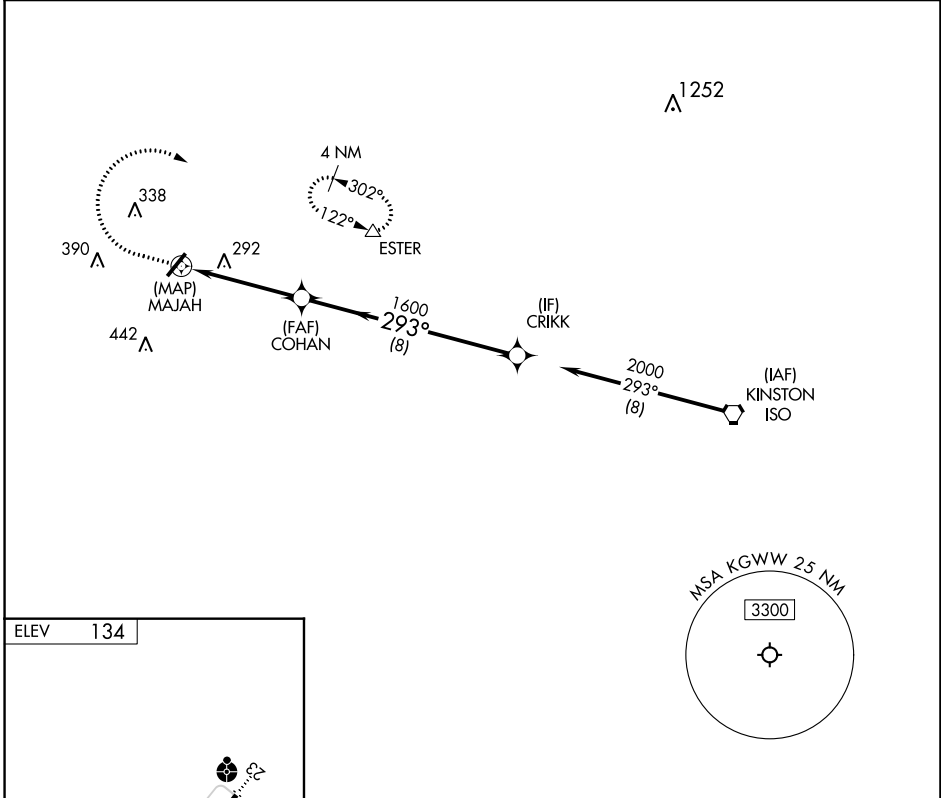 1252
4 NM
302°
122°
ESTER
338
390
292
(MAP)
MAJAH
442
(FAF)
COHAN
1600
293°
(8)
(IF)
CRIKK
2000
293°
(8)
(IAF)
KINSTON
ISO
MSA KGWW 25 NM
3300
ELEV 134
23